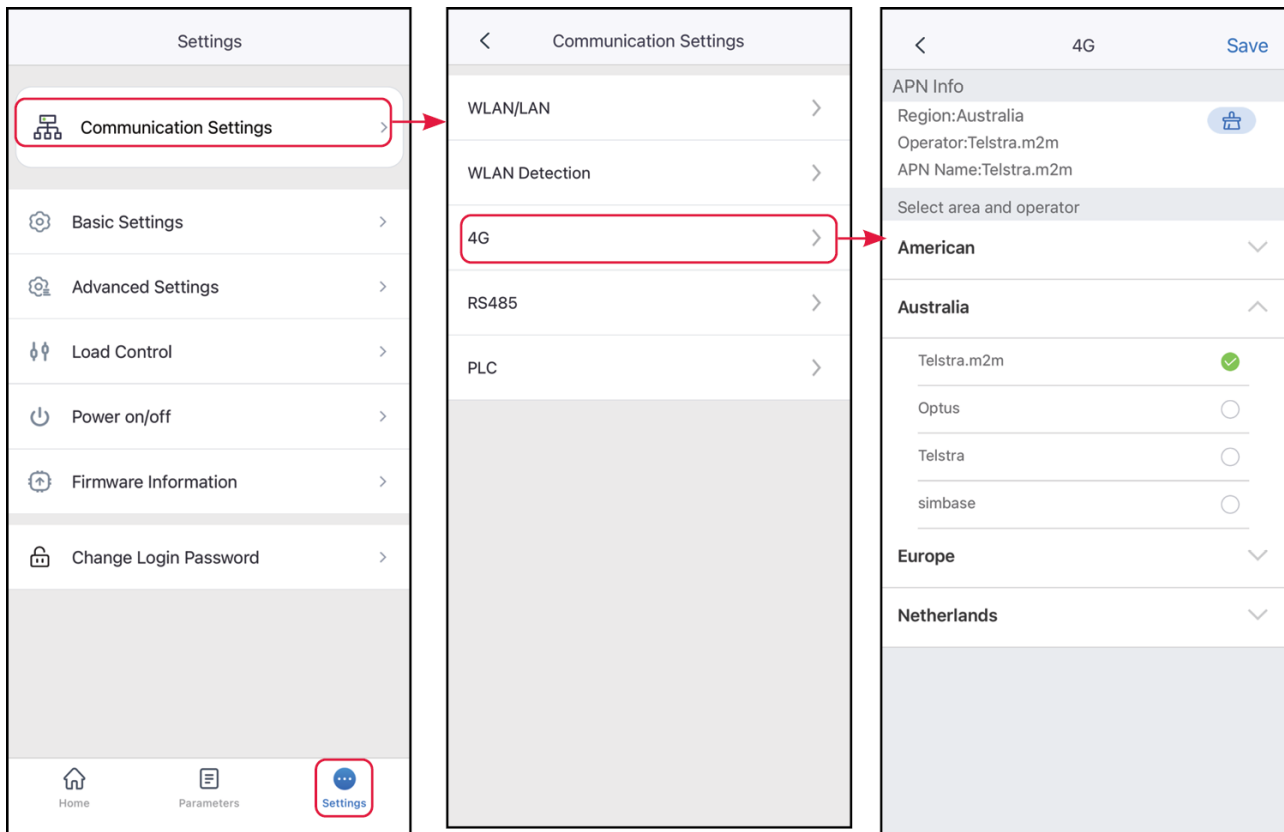 Settings
Communication Settings
Basic Settings
Advanced Settings
Load Control
Power on/off
Firmware Information
Change Login Password
Home
Parameters
Settings
Communication Settings
WLAN/LAN
WLAN Detection
4G
RS485
PLC
4G
Save
APN Info
Region:Australia
Operator:Telstra.m2m
APN Name:Telstra.m2m
Select area and operator
American
Australia
Telstra.m2m
Optus
Telstra
simbase
Europe
Netherlands